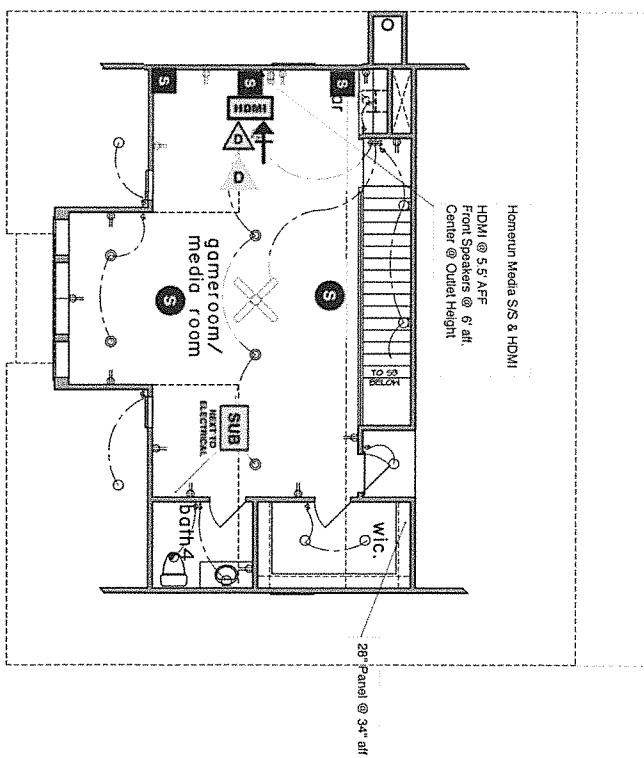 Homerun Media S/S & HDMI
HDMI @ 5.5' AFF
Front Speakers @ 6' aff.
Center @ Outlet Height
O
S
S
S
HDMI
D
D
S
S
gameroom/
media room
TO SB
BELOW
SUB
NEXT TO
ELECTRICAL
bath4
wic.
28" Panel @ 34" aff